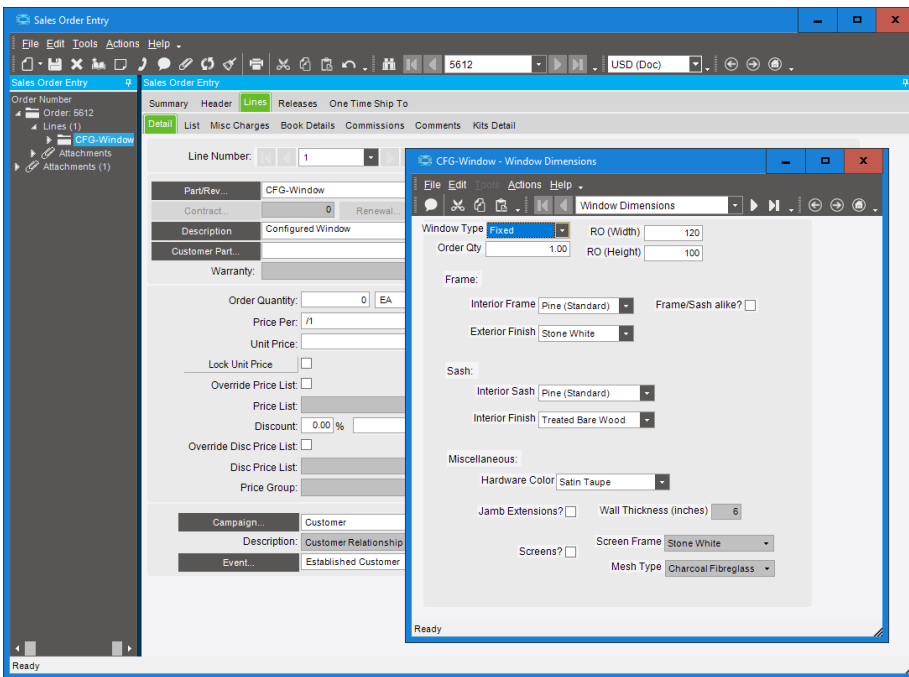 Sales Order Entry
File Edit Tools Actions Help
5612 USD (Doc)
Sales Order Entry
Order Number
Order: 5612
Lines (1)
CFG-Window
Attachments
Attachments (1)
Sales Order Entry
Summary Header Lines Releases One Time Ship To
Detail List Misc Charges Book Details Commissions Comments Kits Detail
Line Number: 1
Part/Rev... CFG-Window
Contract... 0 Renewal...
Description Configured Window
Customer Part...
Warranty:
Order Quantity: 0 EA
Price Per: /1
Unit Price:
Lock Unit Price
Override Price List:
Price List:
Discount: 0.00 %
Override Disc Price List:
Disc Price List:
Price Group:
Campaign... Customer
Description: Customer Relationship
Event... Established Customer
Ready
CFG-Window - Window Dimensions
File Edit Tools Actions Help
Window Dimensions
Window Type Fixed RO (Width) 120
Order Qty 1.00 RO (Height) 100
Frame:
Interior Frame Pine (Standard) Frame/Sash alike?
Exterior Finish Stone White
Sash:
Interior Sash Pine (Standard)
Interior Finish Treated Bare Wood
Miscellaneous:
Hardware Color Satin Taupe
Jamb Extensions? Wall Thickness (inches) 6
Screens? Screen Frame Stone White
Mesh Type Charcoal Fibreglass
Ready